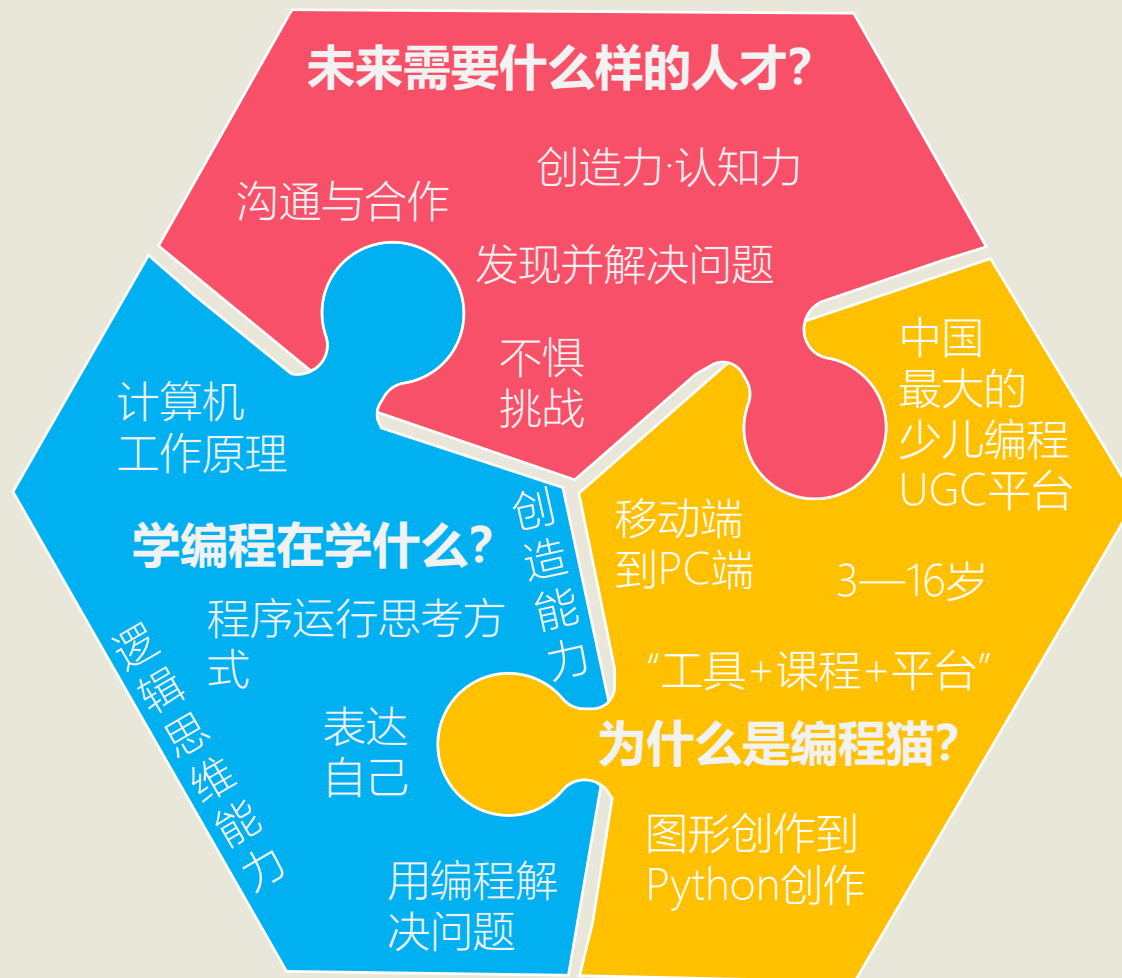 未来需要什么样的人才?
创造力·认知力
沟通与合作
发现并解决问题
不惧
挑战
计算机
工作原理
学编程在学什么?
创造能力
程序运行思考方
式
逻辑思维能力
表达
自己
用编程解
决问题
中国
最大的
少儿编程
UGC平台
移动端
到PC端
3—16岁
“工具+课程+平台”
为什么是编程猫?
图形创作到
Python创作